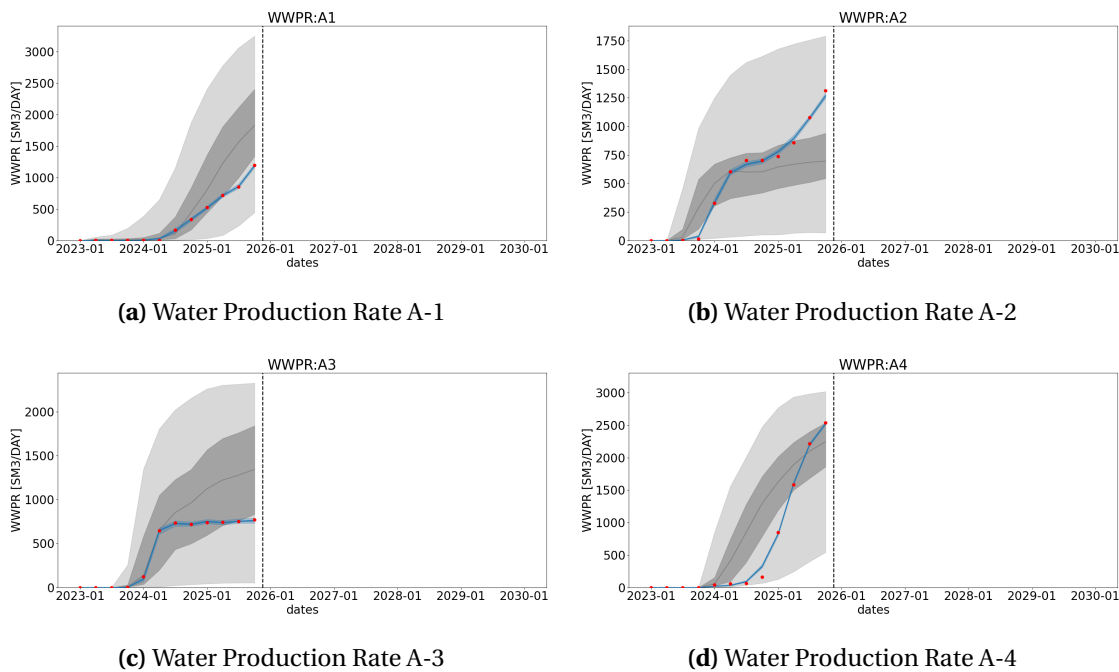 WWPR:A1
WWPR [SM3/DAY]
3000
2500
2000
1500
1000
500
0
2023-01 2024-01 2025-01 2026-01 2027-01 2028-01 2029-01 2030-01
dates
(a) Water Production Rate A-1
WWPR:A2
WWPR [SM3/DAY]
1750
1500
1250
1000
750
500
250
0
2023-01 2024-01 2025-01 2026-01 2027-01 2028-01 2029-01 2030-01
dates
(b) Water Production Rate A-2
WWPR:A3
WWPR [SM3/DAY]
2000
1500
1000
500
0
2023-01 2024-01 2025-01 2026-01 2027-01 2028-01 2029-01 2030-01
dates
(c) Water Production Rate A-3
WWPR:A4
WWPR [SM3/DAY]
3000
2500
2000
1500
1000
500
0
2023-01 2024-01 2025-01 2026-01 2027-01 2028-01 2029-01 2030-01
dates
(d) Water Production Rate A-4